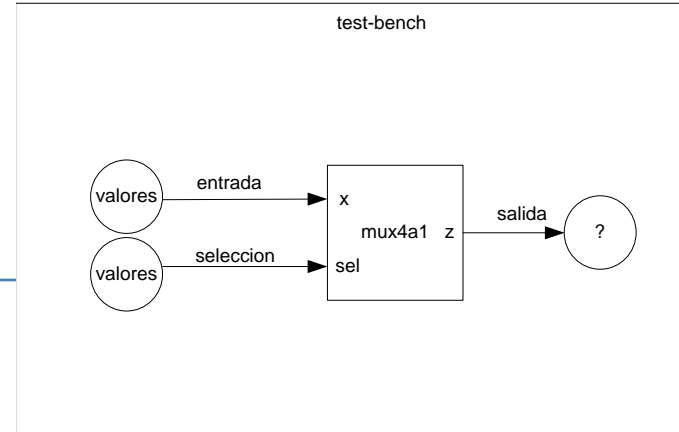 test-bench
valores
entrada
x
mux4a1
z
salida
?
valores
seleccion
sel